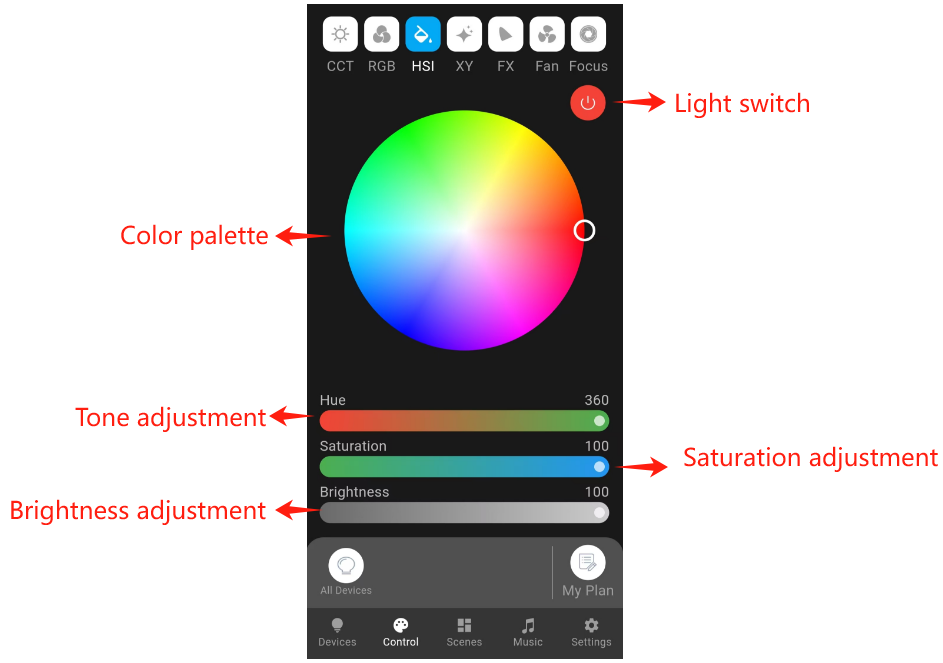 CCT RGB HSI XY FX Fan Focus
Light switch
Color palette
Hue 360
Tone adjustment
Saturation 100
Saturation adjustment
Brightness 100
Brightness adjustment
All Devices
My Plan
Devices Control Scenes Music Settings